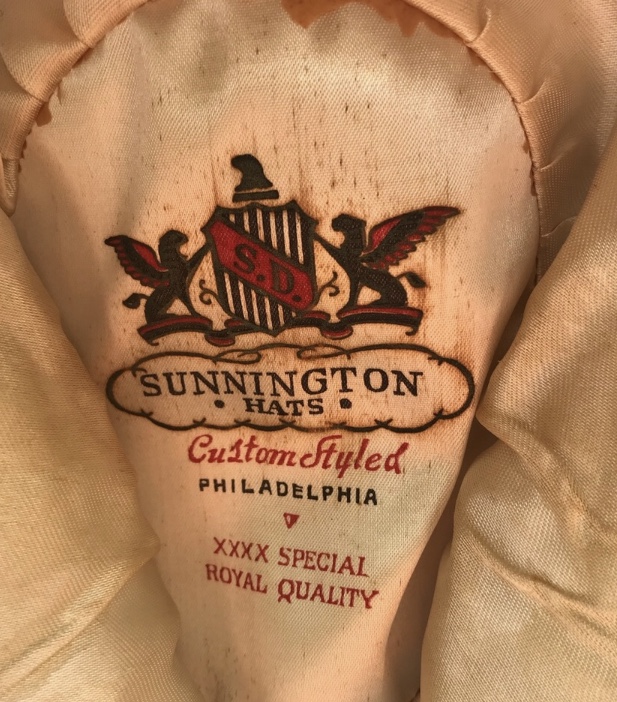 S.D.
SUNNINGTON
• HATS •
Custom Styled
PHILADELPHIA
XXXX SPECIAL
ROYAL QUALITY